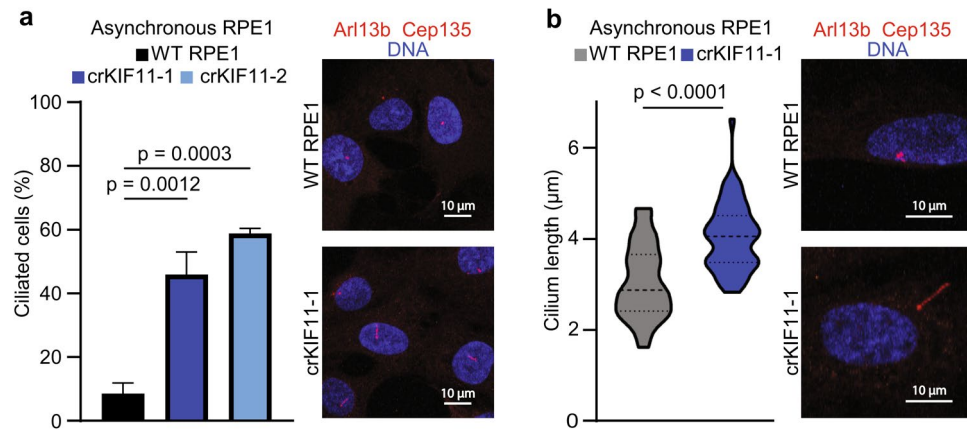 a
Asynchronous RPE1
WT RPE1
crKIF11-1 crKIF11-2
100
80
60
40
20
0
Ciliated cells (%)
p = 0.0003
p = 0.0012
Arl13b Cep135
DNA
WT RPE1
10 µm
crKIF11-1
10 µm
b
Asynchronous RPE1
WT RPE1 crKIF11-1
p < 0.0001
6
4
2
0
Cilium length (µm)
Arl13b Cep135
DNA
WT RPE1
10 µm
crKIF11-1
10 µm